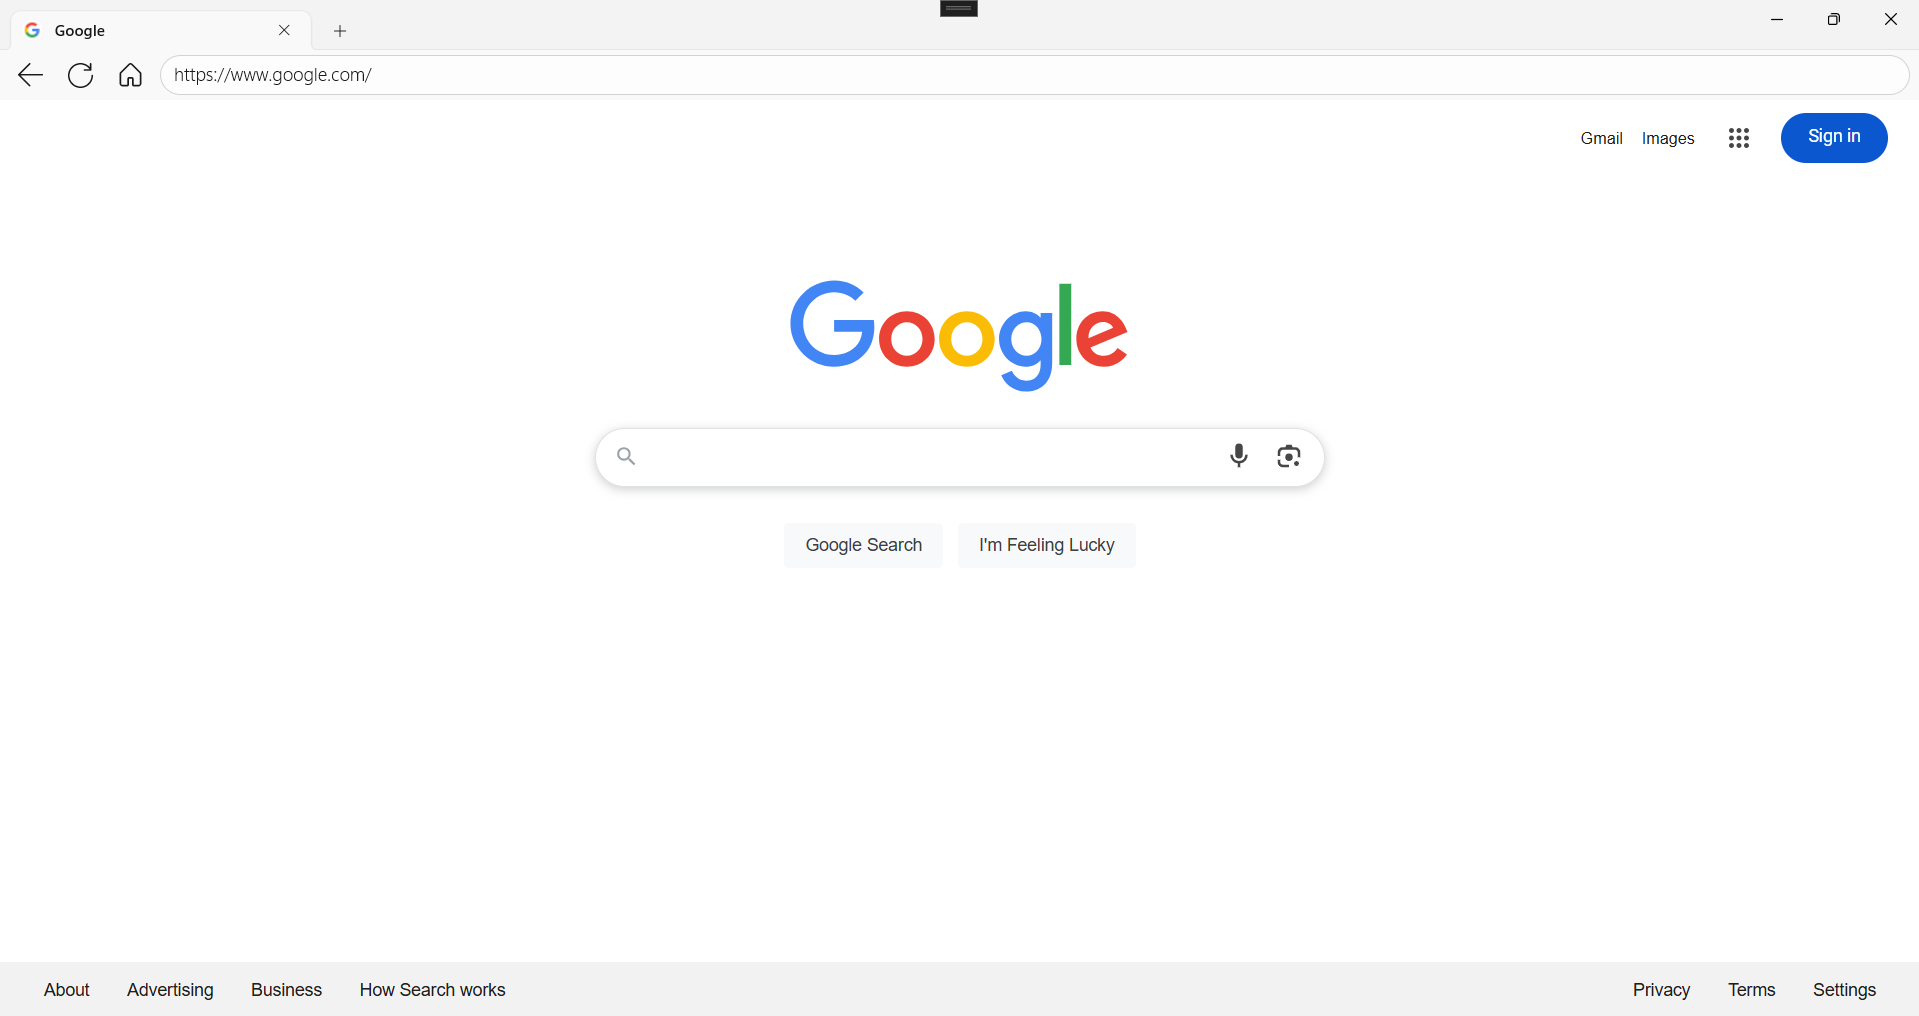 Google
https://www.google.com/
Gmail Images Sign in
Google
Google Search I'm Feeling Lucky
About Advertising Business How Search works Privacy Terms Settings